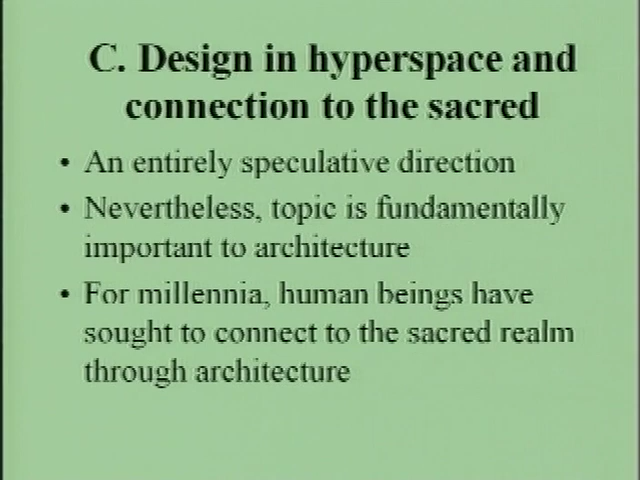 C. Design in hyperspace and
connection to the sacred
• An entirely speculative direction
• Nevertheless, topic is fundamentally
important to architecture
• For millennia, human beings have
sought to connect to the sacred realm
through architecture